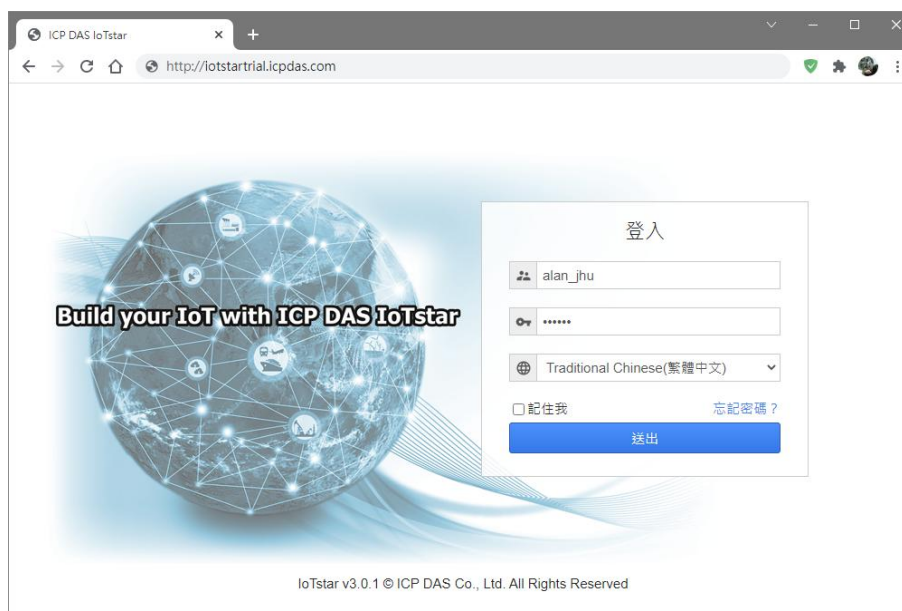 ICP DAS IoTstar
http://iotstartrial.icpdas.com
Build your IoT with ICP DAS IoTstar
登入
alan_jhu
••••••
Traditional Chinese(繁體中文)
記住我
忘記密碼？
送出
IoTstar v3.0.1 © ICP DAS Co., Ltd. All Rights Reserved